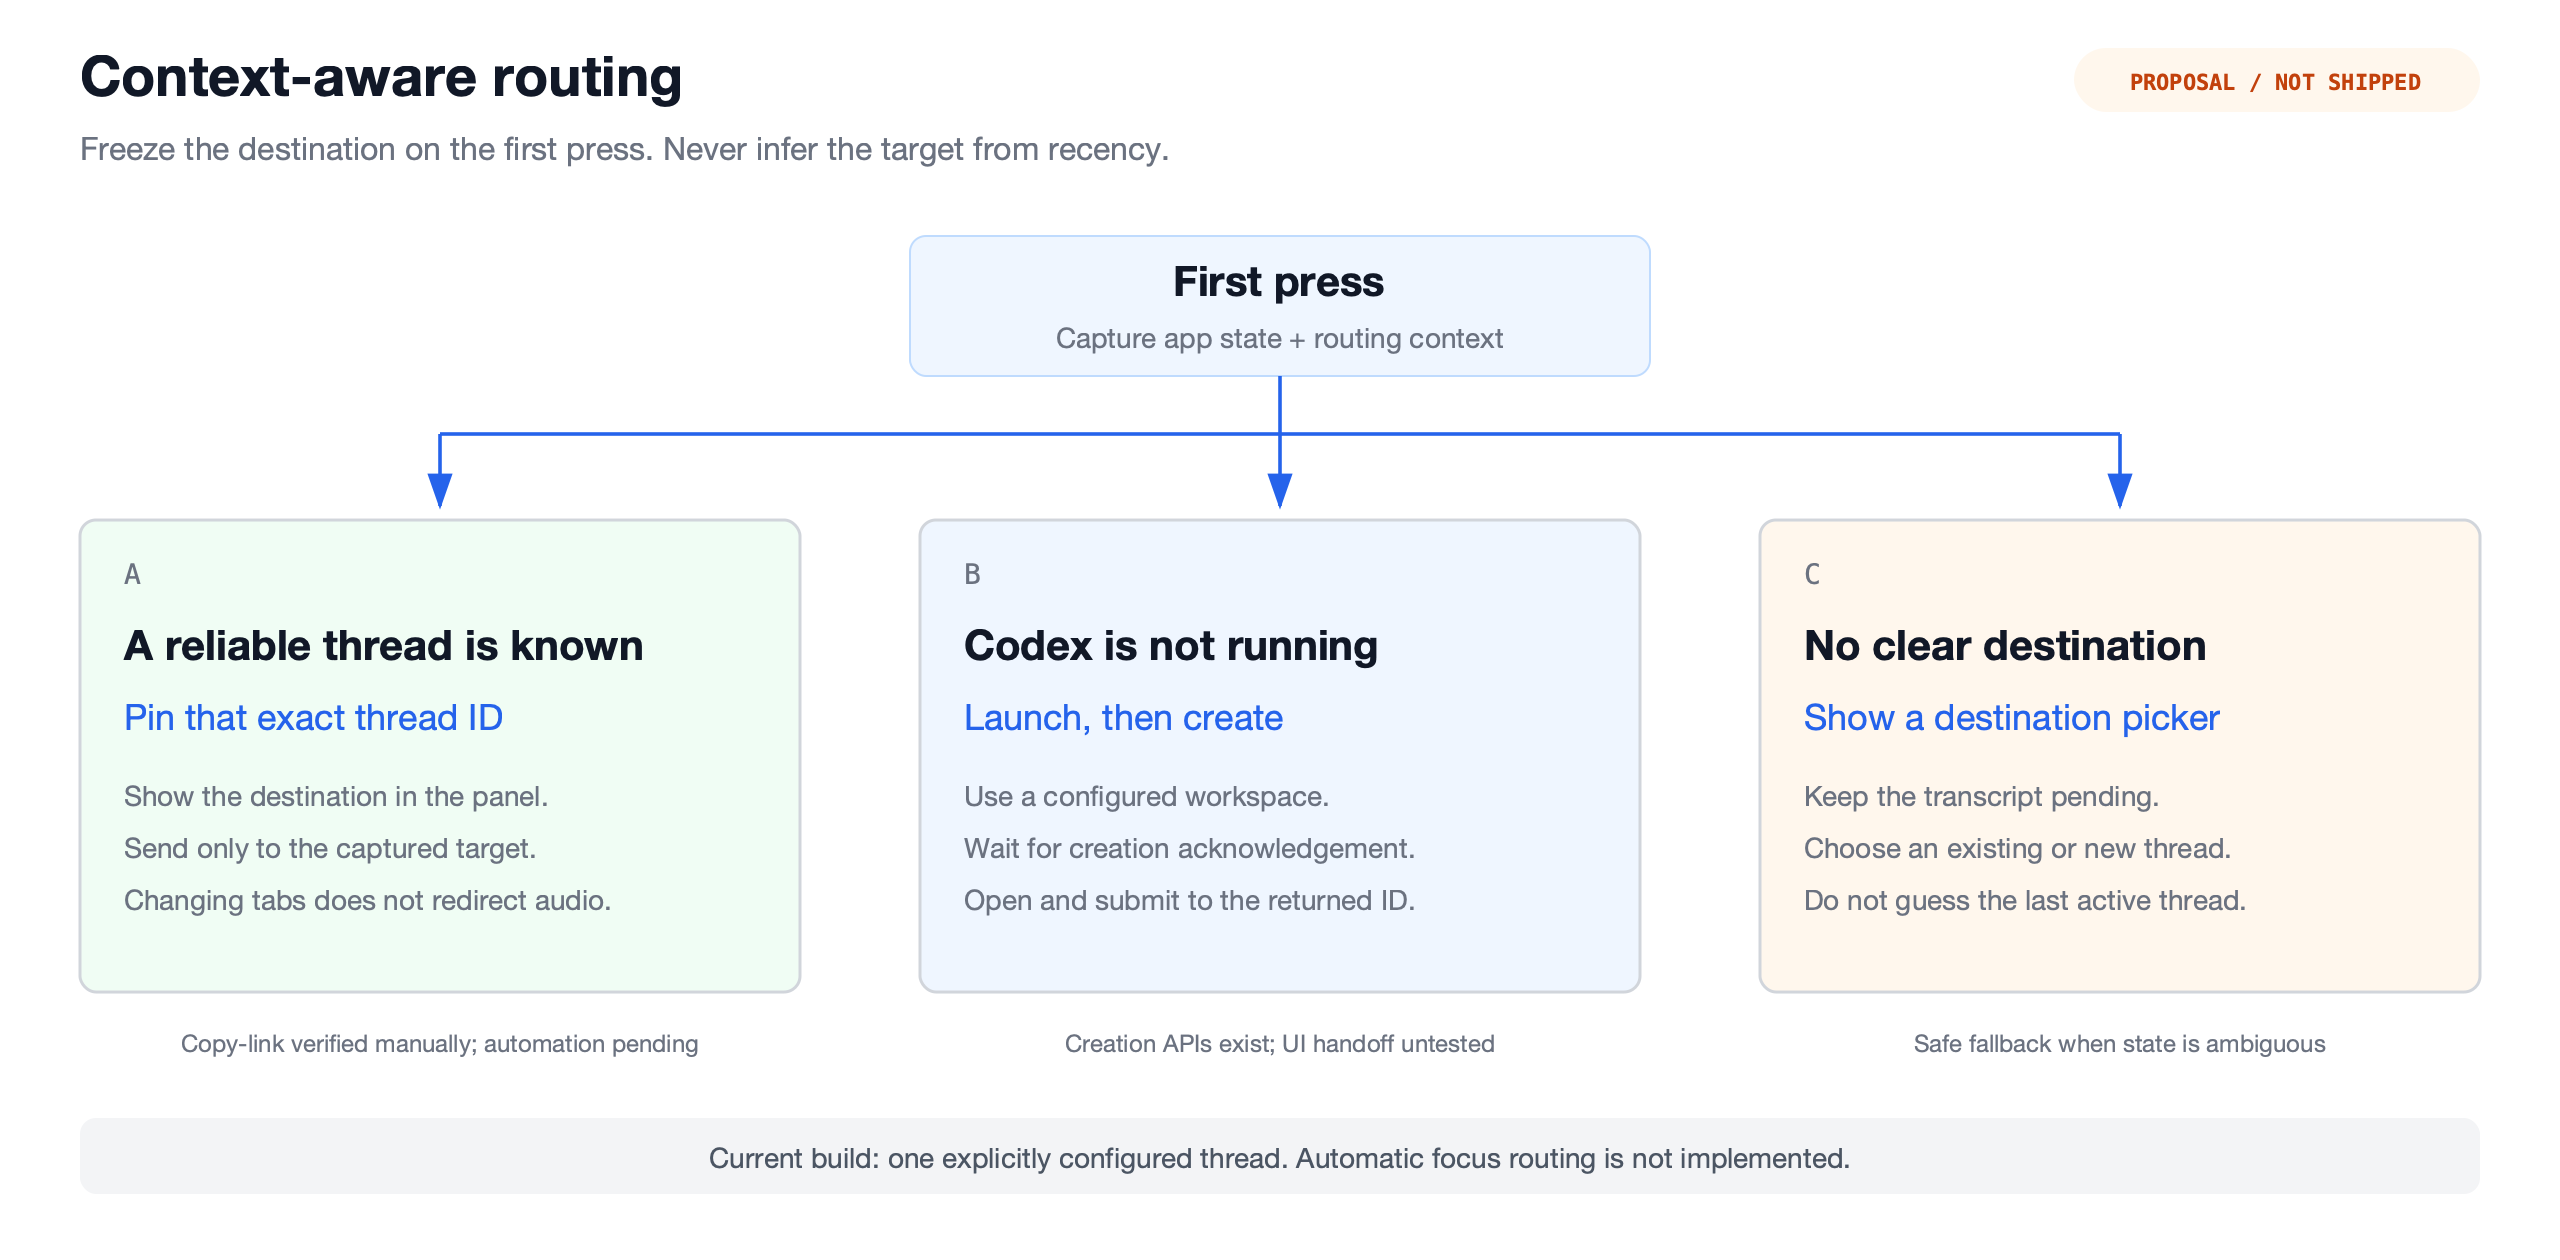 Context-aware routing
PROPOSAL / NOT SHIPPED
Freeze the destination on the first press. Never infer the target from recency.
First press
Capture app state + routing context
A
A reliable thread is known
Pin that exact thread ID
Show the destination in the panel.
Send only to the captured target.
Changing tabs does not redirect audio.
Copy-link verified manually; automation pending
B
Codex is not running
Launch, then create
Use a configured workspace.
Wait for creation acknowledgement.
Open and submit to the returned ID.
Creation APIs exist; UI handoff untested
C
No clear destination
Show a destination picker
Keep the transcript pending.
Choose an existing or new thread.
Do not guess the last active thread.
Safe fallback when state is ambiguous
Current build: one explicitly configured thread. Automatic focus routing is not implemented.